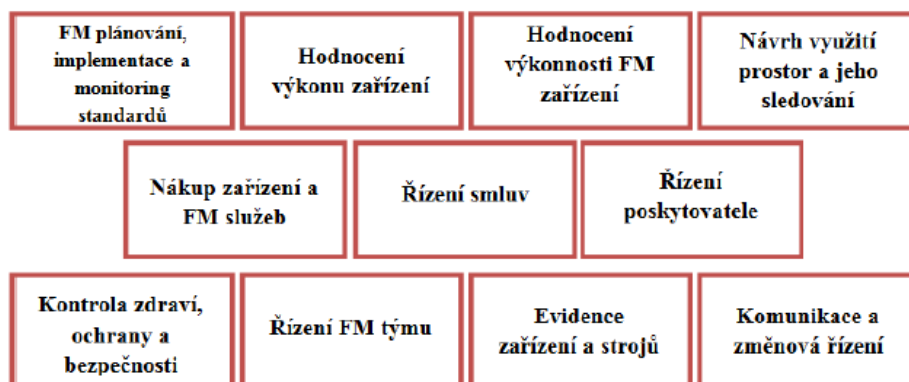 FM plánování,
implementace a
monitoring
standardů
Hodnocení
výkonu zařízení
Hodnocení
výkonnosti FM
zařízení
Návrh využití
prostor a jeho
sledování
Nákup zařízení a
FM služeb
Řízení smluv
Řízení
poskytovatele
Kontrola zdraví,
ochrany a
bezpečnosti
Řízení FM týmu
Evidence
zařízení a strojů
Komunikace a
změnová řízení